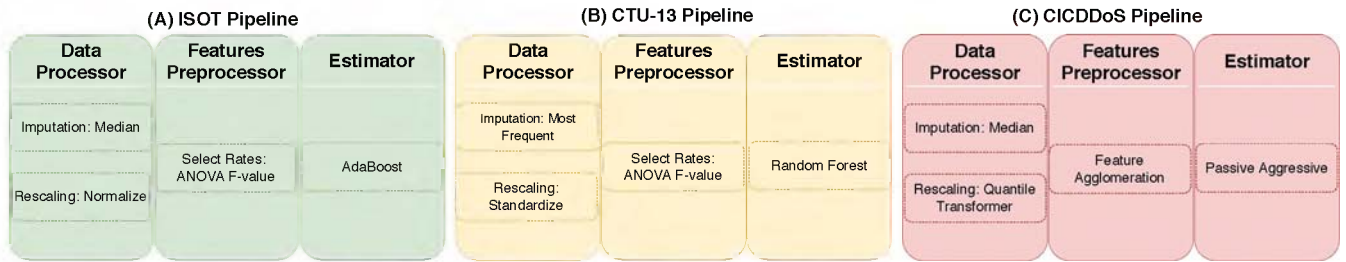 (A) ISOT Pipeline
Data
Processor
Features
Preprocessor
Estimator
Imputation: Median
Rescaling: Normalize
Select Rates:
ANOVA F-value
AdaBoost
(B) CTU-13 Pipeline
Data
Processor
Features
Preprocessor
Estimator
Imputation: Most
Frequent
Rescaling:
Standardize
Select Rates:
ANOVA F-value
Random Forest
(C) CICDDoS Pipeline
Data
Processor
Features
Preprocessor
Estimator
Imputation: Median
Rescaling: Quantile
Transformer
Feature
Agglomeration
Passive Aggressive